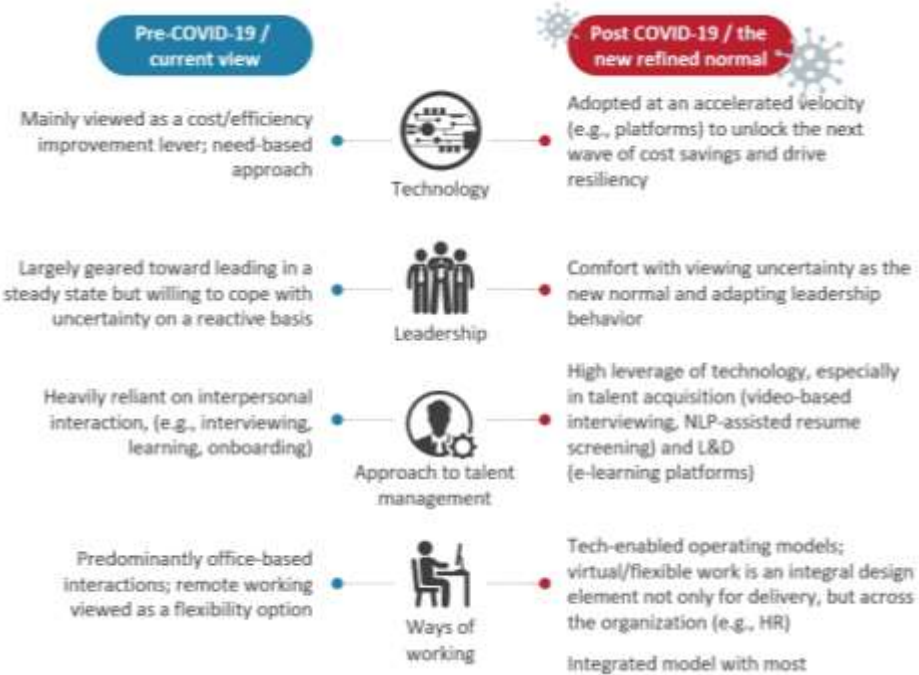 Pre-COVID-19 /
current view
Post COVID-19 / the
new refined normal
Mainly viewed as a cost/efficiency
improvement lever; need-based
approach
Technology
Adopted at an accelerated velocity
(e.g., platforms) to unlock the next
wave of cost savings and drive
resiliency
Largely geared toward leading in a
steady state but willing to cope with
uncertainty on a reactive basis
Leadership
Comfort with viewing uncertainty as the
new normal and adapting leadership
behavior
Heavily reliant on interpersonal
interaction, (e.g., interviewing,
learning, onboarding)
Approach to talent
management
High leverage of technology, especially
in talent acquisition (video-based
interviewing, NLP-assisted resume
screening) and L&D
(e-learning platforms)
Predominantly office-based
interactions; remote working
viewed as a flexibility option
Ways of
working
Tech-enabled operating models;
virtual/flexible work is an integral design
element not only for delivery, but across
the organization (e.g., HR)
Integrated model with most